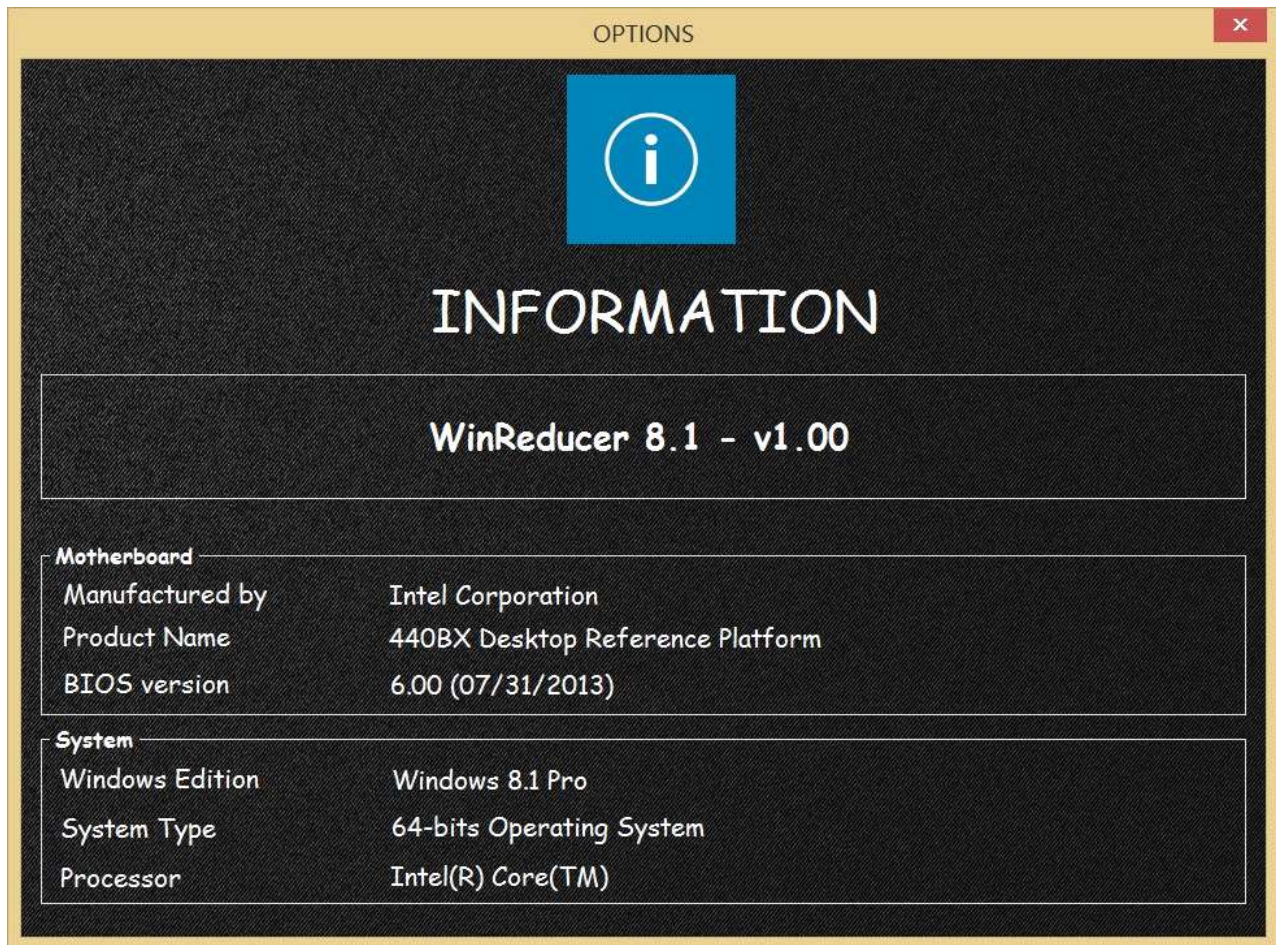 OPTIONS
INFORMATION
WinReducer 8.1 - v1.00
Motherboard
Manufactured by Intel Corporation
Product Name 440BX Desktop Reference Platform
BIOS version 6.00 (07/31/2013)
System
Windows Edition Windows 8.1 Pro
System Type 64-bits Operating System
Processor Intel(R) Core(TM)